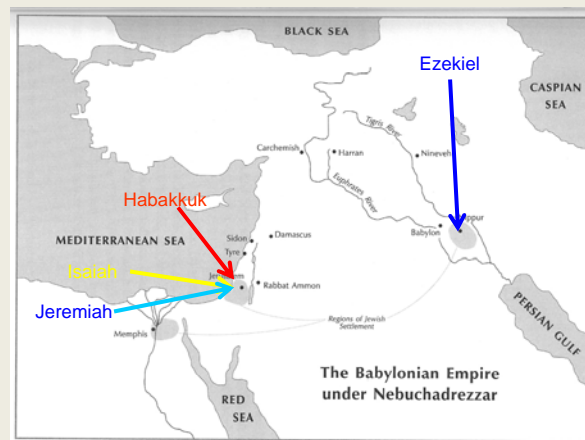 BLACK SEA
Ezekiel
CASPIAN
SEA
Tigris River
Carchemish
Harran
Nineveh
Euphrates River
Habakkuk
MEDITERRANEAN SEA
Sidon
Damascus
Tyre
Babylon
Isaiah
Rabbat Ammon
Jeremiah
Regions of Jewish
Settlement
Memphis
PERSIAN GULF
The Babylonian Empire
under Nebuchadrezzar
RED
SEA